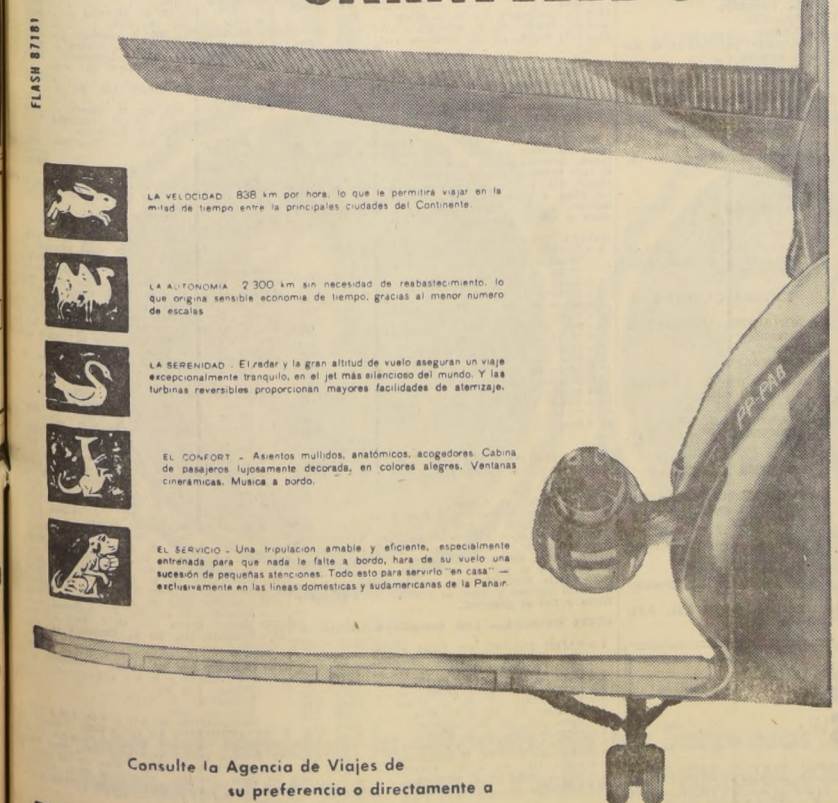 FLASH 87181
LA VELOCIDAD 838 km por hora, lo que le permitirá viajar en la
mitad de tiempo entre la principales ciudades del Continente.
LA AUTONOMIA 2 300 km sin necesidad de reabastecimiento, lo
que origina sensible economia de tiempo, gracias al menor numero
de escalas
LA SERENIDAD - El radar y la gran altitud de vuelo aseguran un viaje
excepcionalmente tranquilo, en el jet más silencioso del mundo. Y las
turbinas reversibles proporcionan mayores facilidades de aterrizaje.
EL CONFORT - Asientos mullidos, anatómicos, acogedores. Cabina
de pasajeros lujosamente decorada, en colores alegres. Ventanas
cinerámicas. Musica a bordo.
EL SERVICIO - Una tripulacion amable y eficiente, especialmente
entrenada para que nada le falte a bordo, hara de su vuelo una
sucesión de pequeñas atenciones. Todo esto para servirlo "en casa" —
exclusivamente en las lineas domesticas y sudamericanas de la Panair.
PP-PAB
Consulte la Agencia de Viajes de
su preferencia o directamente a